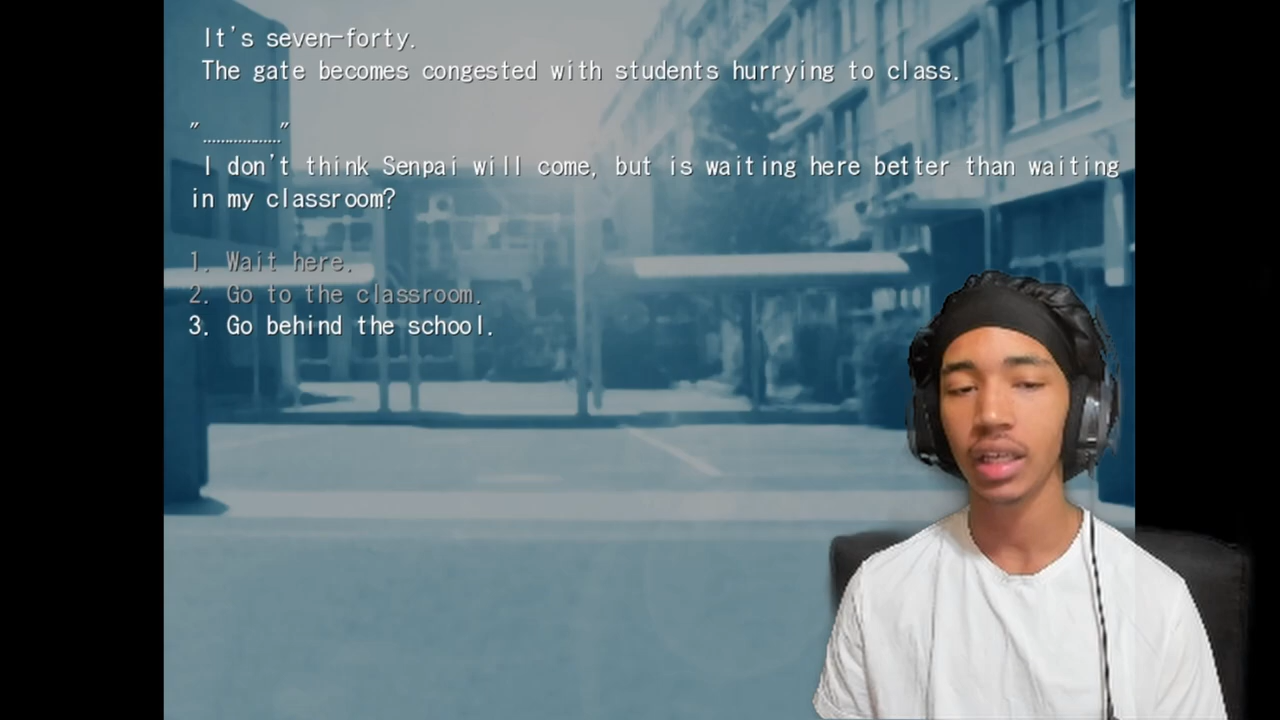 It's seven-forty.
The gate becomes congested with students hurrying to class.
"..................."
I don't think Senpai will come, but is waiting here better than waiting
in my classroom?
1. Wait here.
2. Go to the classroom.
3. Go behind the school.